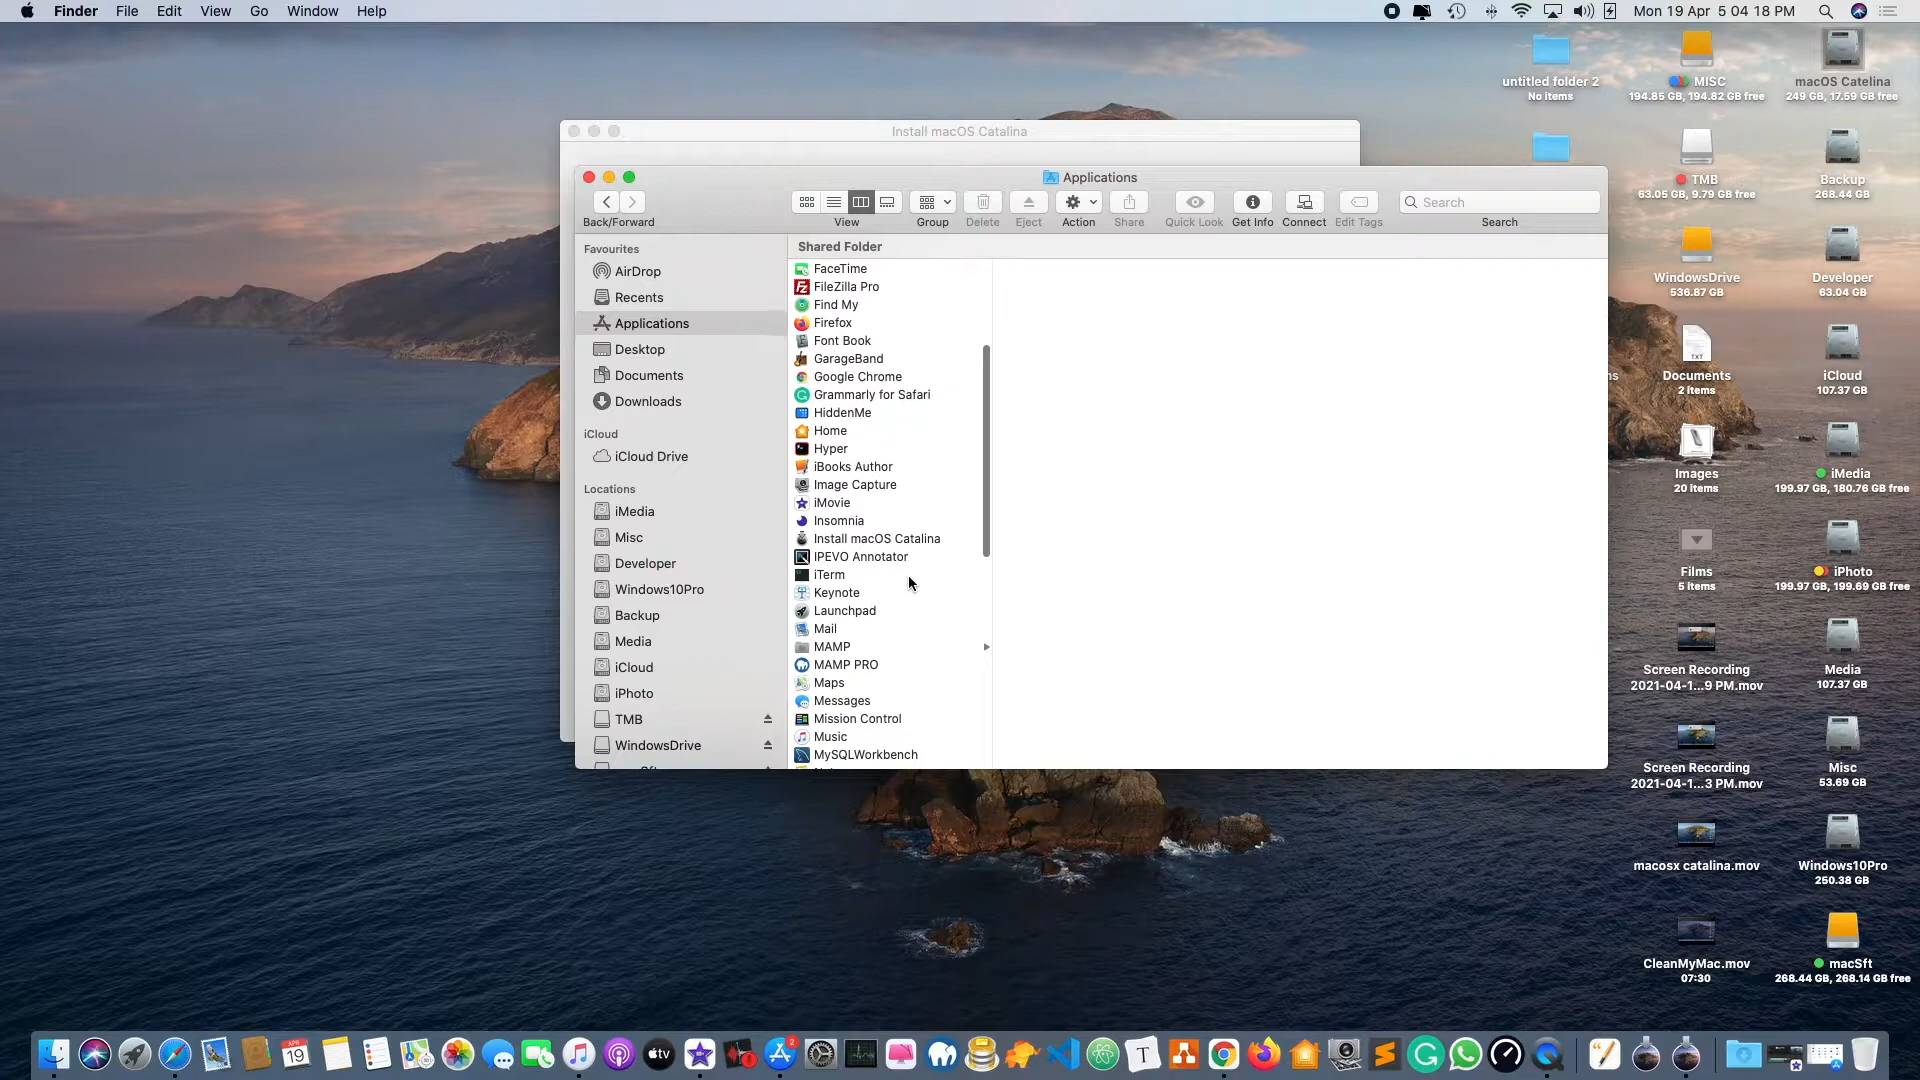 Finder File Edit View Go Window Help
Mon 19 Apr 5 04 18 PM
Install macOS Catalina
Applications
Back/Forward
View
Group
Delete
Eject
Action
Share
Quick Look
Get Info
Connect
Edit Tags
Search
Search
Favourites
AirDrop
Recents
Applications
Desktop
Documents
Downloads
iCloud
iCloud Drive
Locations
iMedia
Misc
Developer
Windows10Pro
Backup
Media
iCloud
iPhoto
TMB
WindowsDrive
Shared Folder
FaceTime
FileZilla Pro
Find My
Firefox
Font Book
GarageBand
Google Chrome
Grammarly for Safari
HiddenMe
Home
Hyper
iBooks Author
Image Capture
iMovie
Insomnia
Install macOS Catalina
IPEVO Annotator
iTerm
Keynote
Launchpad
Mail
MAMP
MAMP PRO
Maps
Messages
Mission Control
Music
MySQLWorkbench
untitled folder 2
No items
MISC
194.85 GB, 194.82 GB free
TMB
63.05 GB, 9.79 GB free
WindowsDrive
536.87 GB
TXT
Documents
2 items
Images
20 items
Films
5 items
Screen Recording
2021-04-1...9 PM.mov
Screen Recording
2021-04-1...3 PM.mov
macosx catalina.mov
CleanMyMac.mov
07:30
macOS Catelina
249 GB, 17.59 GB free
Backup
268.44 GB
Developer
63.04 GB
iCloud
107.37 GB
iMedia
199.97 GB, 180.76 GB free
iPhoto
199.97 GB, 199.69 GB free
Media
107.37 GB
Misc
53.69 GB
Windows10Pro
250.38 GB
macSft
268.44 GB, 268.14 GB free
APR
19
tv
2
T